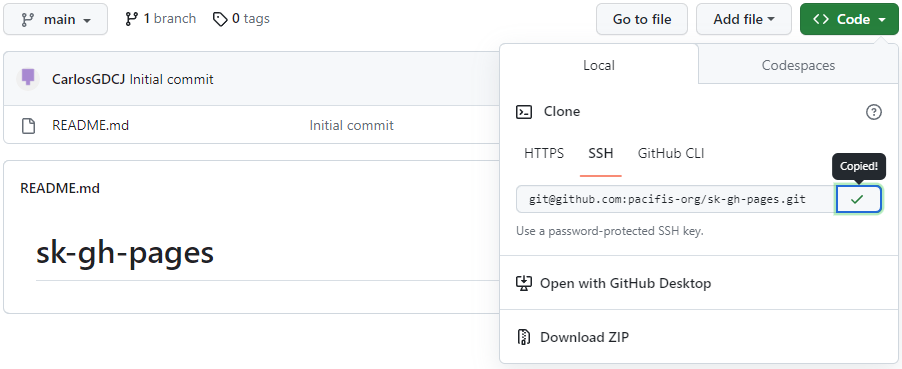 main 1 branch 0 tags Go to file Add file Code
Local Codespaces
CarlosGDCJ Initial commit
Clone
README.md Initial commit
HTTPS SSH GitHub CLI
Copied!
README.md
git@github.com:pacifis-org/sk-gh-pages.git
Use a password-protected SSH key.
sk-gh-pages
Open with GitHub Desktop
Download ZIP